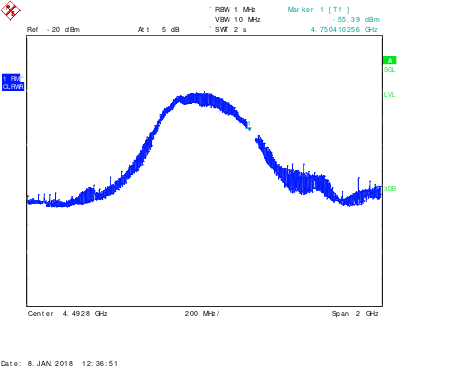 * RBW 1 MHz Marker 1 [T1 ]
VBW 10 MHz -55.39 dBm
Ref -20 dBm Att 5 dB * SWT 2 s 4.750410256 GHz
A
SGL
1 RM*
CLRWR
LVL
3DB
Center 4.4928 GHz 200 MHz/ Span 2 GHz
Date: 8.JAN.2018 12:36:51